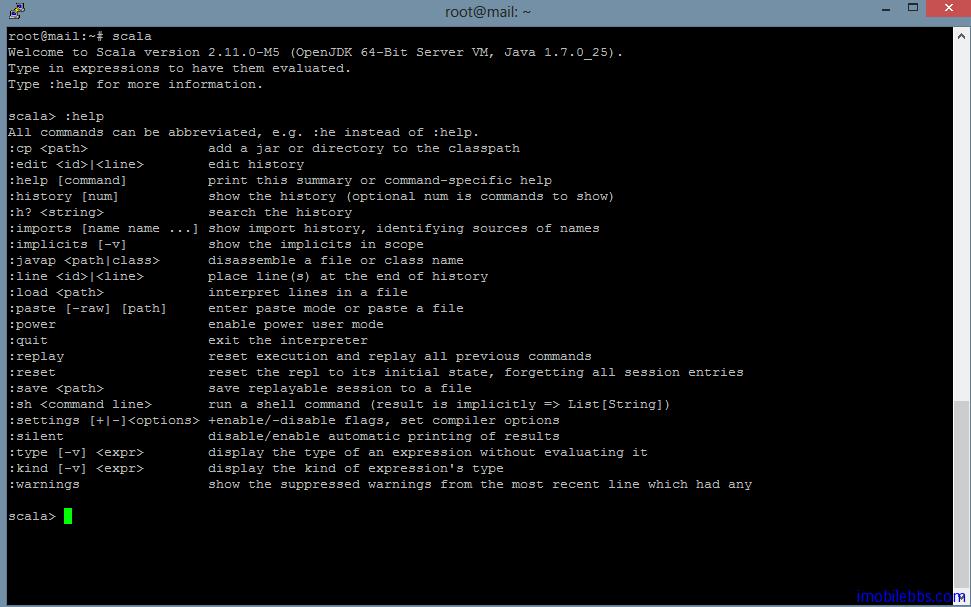 root@mail: ~
root@mail:~# scala
Welcome to Scala version 2.11.0-M5 (OpenJDK 64-Bit Server VM, Java 1.7.0_25).
Type in expressions to have them evaluated.
Type :help for more information.
scala> :help
All commands can be abbreviated, e.g. :he instead of :help.
:cp <path>               add a jar or directory to the classpath
:edit <id>|<line>        edit history
:help [command]          print this summary or command-specific help
:history [num]           show the history (optional num is commands to show)
:h? <string>             search the history
:imports [name name ...] show import history, identifying sources of names
:implicits [-v]          show the implicits in scope
:javap <path|class>      disassemble a file or class name
:line <id>|<line>        place line(s) at the end of history
:load <path>             interpret lines in a file
:paste [-raw] [path]     enter paste mode or paste a file
:power                   enable power user mode
:quit                    exit the interpreter
:replay                  reset execution and replay all previous commands
:reset                   reset the repl to its initial state, forgetting all session entries
:save <path>             save replayable session to a file
:sh <command line>       run a shell command (result is implicitly => List[String])
:settings [+|-]<options> +enable/-disable flags, set compiler options
:silent                  disable/enable automatic printing of results
:type [-v] <expr>        display the type of an expression without evaluating it
:kind [-v] <expr>        display the kind of expression's type
:warnings                show the suppressed warnings from the most recent line which had any
scala>
imobilebbs.com